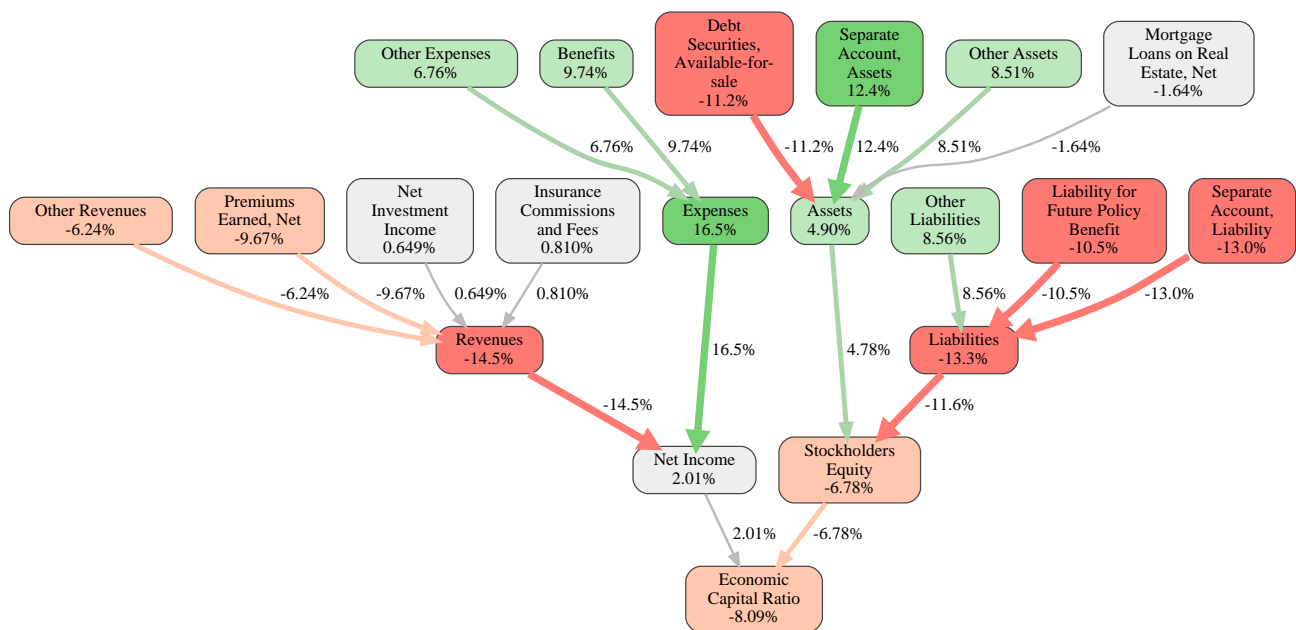 Other Expenses
6.76%
Benefits
9.74%
Debt
Securities,
Available-for-
sale
-11.2%
Separate
Account,
Assets
12.4%
Other Assets
8.51%
Mortgage
Loans on Real
Estate, Net
-1.64%
6.76%
9.74%
-11.2%
12.4%
8.51%
-1.64%
Other Revenues
-6.24%
Premiums
Earned, Net
-9.67%
Net
Investment
Income
0.649%
Insurance
Commissions
and Fees
0.810%
Expenses
16.5%
Assets
4.90%
Other
Liabilities
8.56%
Liability for
Future Policy
Benefit
-10.5%
Separate
Account,
Liability
-13.0%
-6.24%
-9.67%
0.649%
0.810%
8.56%
-10.5%
-13.0%
Revenues
-14.5%
16.5%
4.78%
Liabilities
-13.3%
-14.5%
-11.6%
Net Income
2.01%
Stockholders
Equity
-6.78%
2.01%
-6.78%
Economic
Capital Ratio
-8.09%